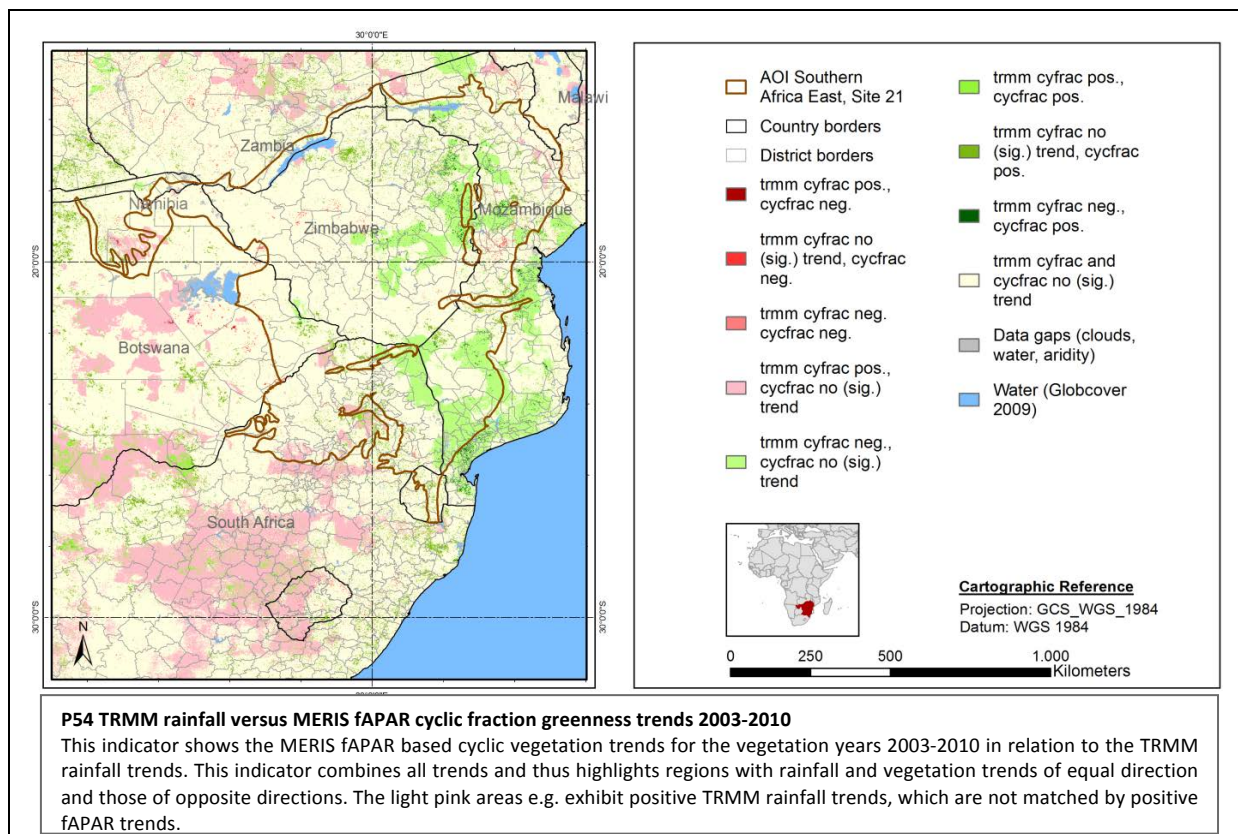 30°0'0"E
Malawi
Zambia
Namibia
Mozambique
Zimbabwe
20°0'0"S
20°0'0"S
Botswana
South Africa
30°0'0"S
30°0'0"S
N
AOI Southern
Africa East, Site 21
Country borders
District borders
trmm cyfrac pos.,
cycfrac neg.
trmm cyfrac no
(sig.) trend, cycfrac
neg.
trmm cyfrac neg.
cycfrac neg.
trmm cyfrac pos.,
cycfrac no (sig.)
trend
trmm cyfrac neg.,
cycfrac no (sig.)
trend
trmm cyfrac pos.,
cycfrac pos.
trmm cyfrac no
(sig.) trend, cycfrac
pos.
trmm cyfrac neg.,
cycfrac pos.
trmm cyfrac and
cycfrac no (sig.)
trend
Data gaps (clouds,
water, aridity)
Water (Globcover
2009)
Cartographic Reference
Projection: GCS_WGS_1984
Datum: WGS 1984
0 250 500 1.000
Kilometers
P54 TRMM rainfall versus MERIS fAPAR cyclic fraction greenness trends 2003-2010
This indicator shows the MERIS fAPAR based cyclic vegetation trends for the vegetation years 2003-2010 in relation to the TRMM
rainfall trends. This indicator combines all trends and thus highlights regions with rainfall and vegetation trends of equal direction
and those of opposite directions. The light pink areas e.g. exhibit positive TRMM rainfall trends, which are not matched by positive
fAPAR trends.